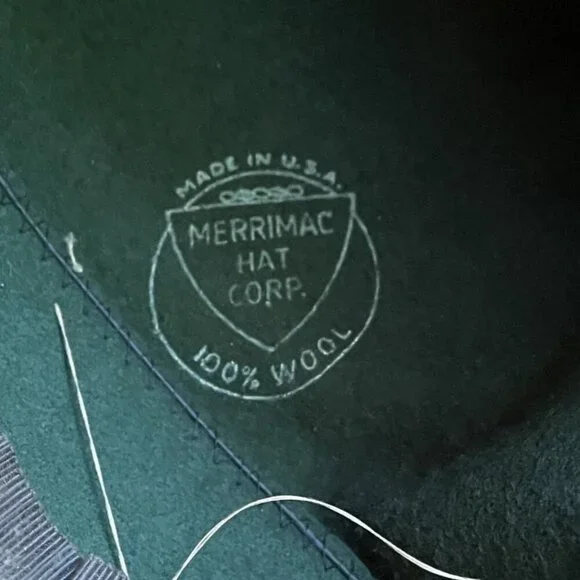 MADE IN U.S.A.
MERRIMAC
HAT
CORP.
100% WOOL